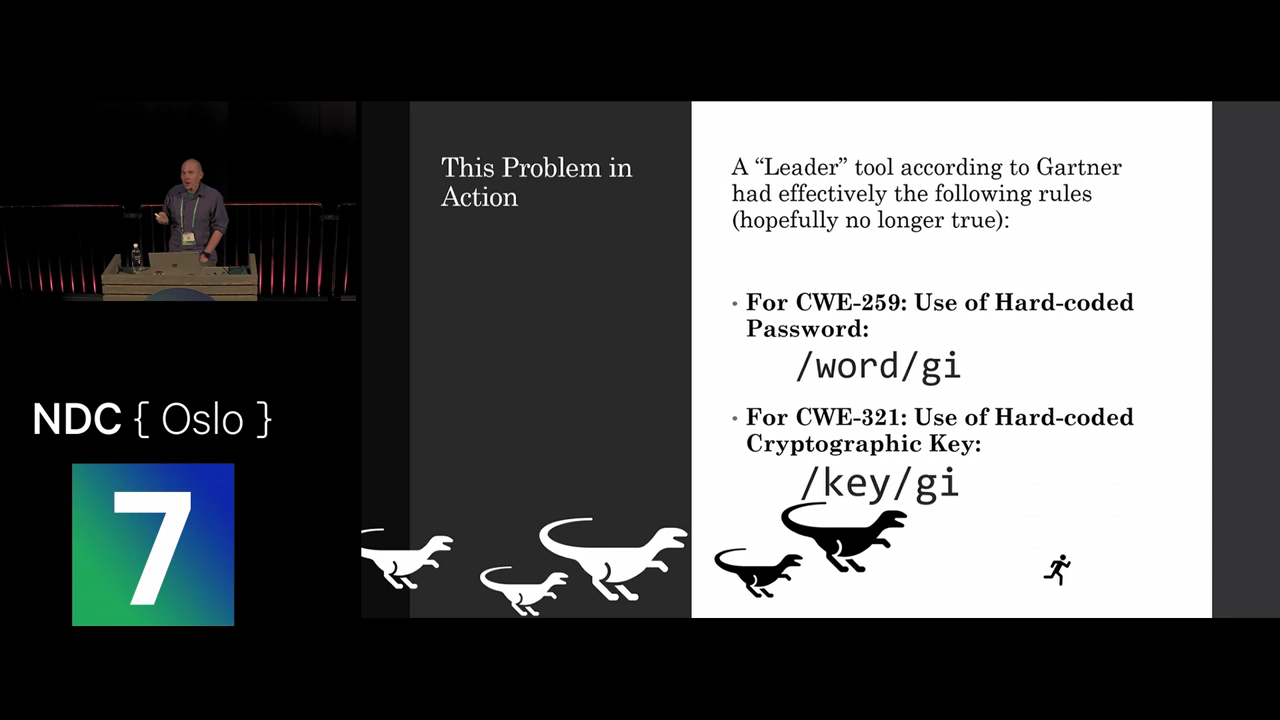 This Problem in
Action
A “Leader” tool according to Gartner
had effectively the following rules
(hopefully no longer true):
• For CWE-259: Use of Hard-coded
Password:
/word/gi
• For CWE-321: Use of Hard-coded
Cryptographic Key:
/key/gi
NDC { Oslo }
7